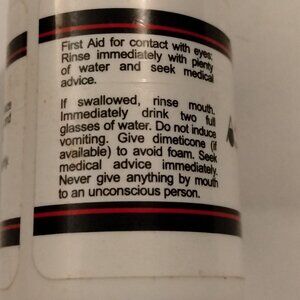 First Aid for contact with eyes;
Rinse immediately with plenty
of water and seek medical
advice.
If swallowed, rinse mouth.
Immediately drink two full
glasses of water. Do not induce
vomiting. Give dimeticone (if
available) to avoid foam. Seek
medical advice immediately.
Never give anything by mouth
to an unconscious person.